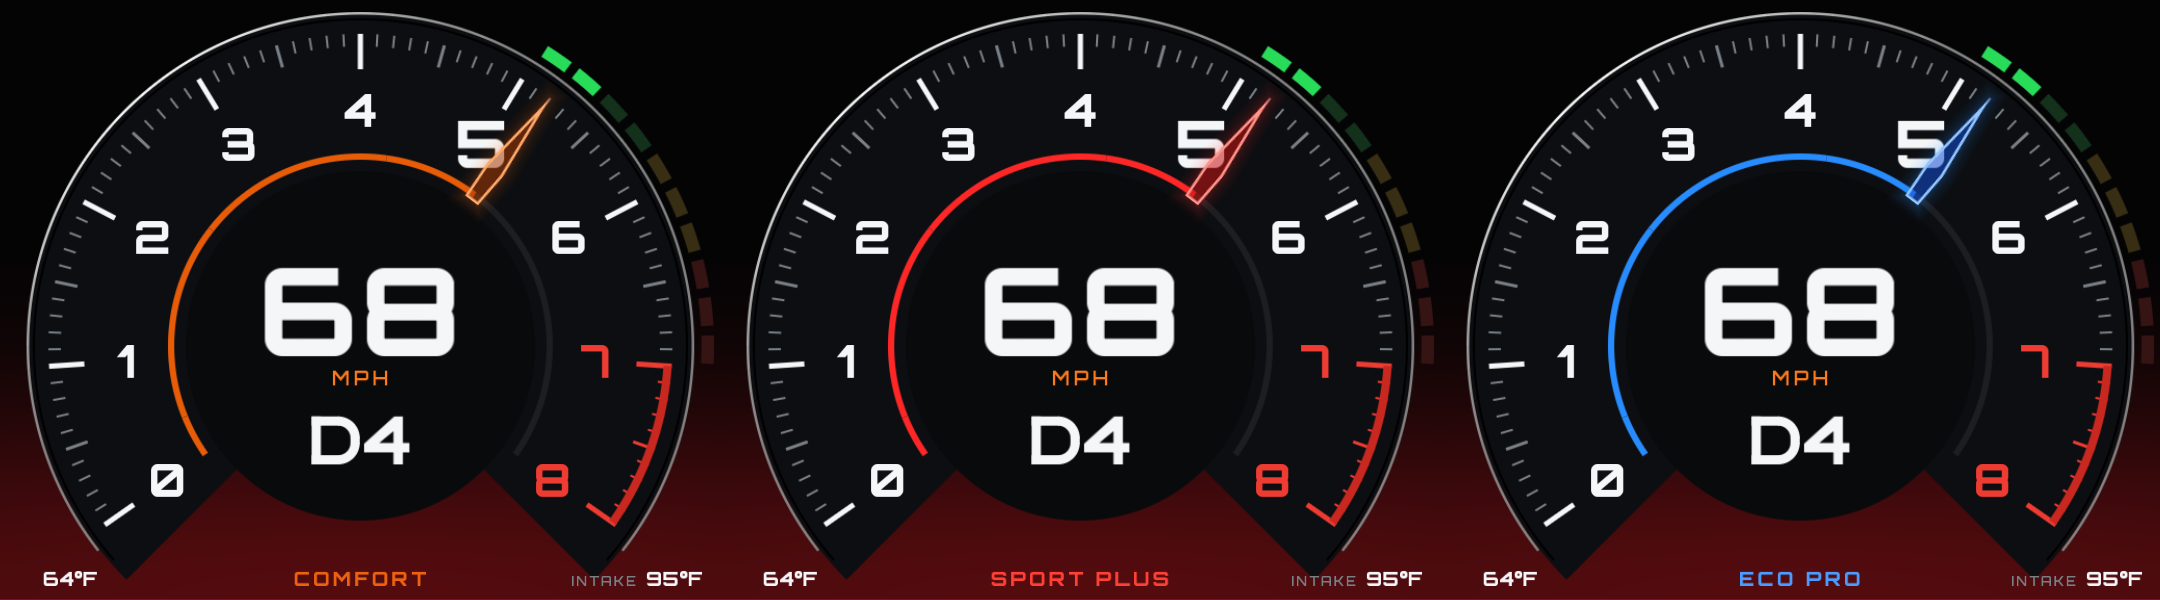 4
3 5
2 6
68
1 7
MPH
D4
0 8
64°F COMFORT INTAKE 95°F
4
3 5
2 6
68
1 7
MPH
D4
0 8
64°F SPORT PLUS INTAKE 95°F
4
3 5
2 6
68
1 7
MPH
D4
0 8
64°F ECO PRO INTAKE 95°F